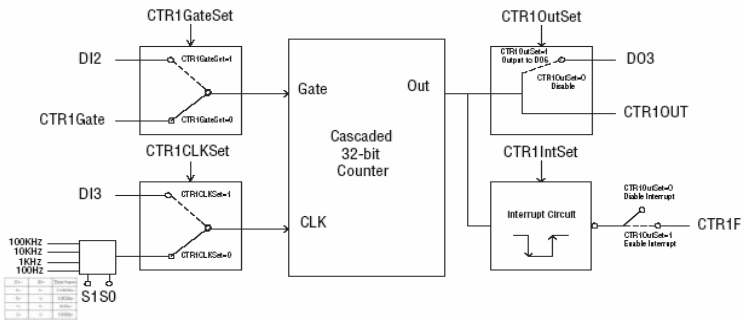 CTR1GateSet
DI2
CTR1GateSet=1
CTR1Gate
CTR1GateSet=0
CTR1CLKSet
DI3
CTR1CLKSet=1
CTR1CLKSet=0
100KHz
10KHz
1KHz
100Hz
S1S0
Gate
Out
Cascaded
32-bit
Counter
CLK
CTR1OutSet
CTR1OutSet=1
Output to DO6
DO3
CTR1OutSet=0
Disable
CTR1OUT
CTR1IntSet
Interrupt Circuit
CTR1OutSet=0
Diable Interrupt
CTR1F
CTR1OutSet=1
Enable Interrupt